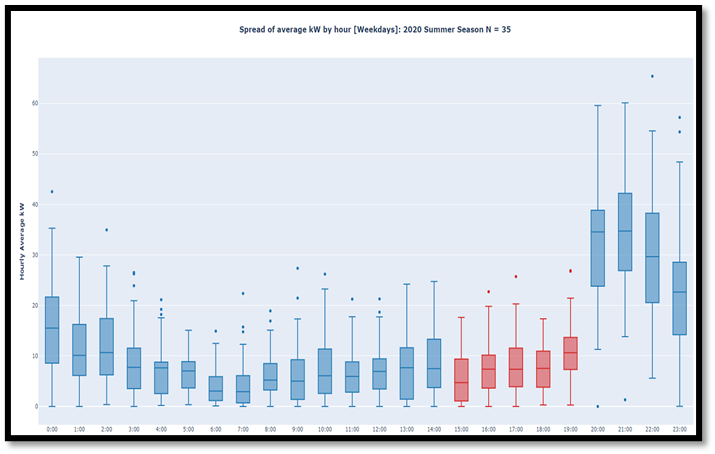 Spread of average kW by hour [Weekdays]: 2020 Summer Season N = 35
Hourly Average kW
60
50
40
30
20
10
0
0:00 1:00 2:00 3:00 4:00 5:00 6:00 7:00 8:00 9:00 10:00 11:00 12:00 13:00 14:00 15:00 16:00 17:00 18:00 19:00 20:00 21:00 22:00 23:00